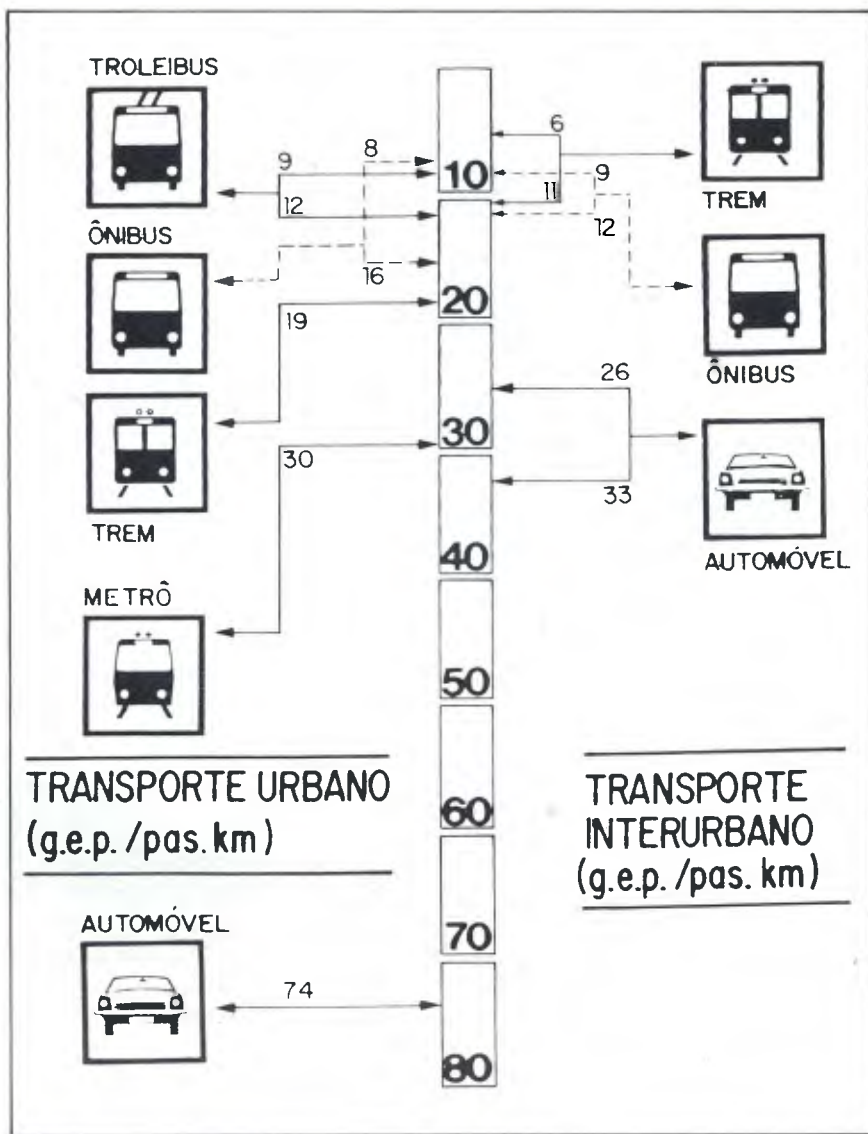 TROLEIBUS
9
12
ÔNIBUS
8
16
19
TREM
30
METRÔ
TRANSPORTE URBANO
(g.e.p. /pas. km)
AUTOMÓVEL
74
10
20
30
40
50
60
70
80
6
11
TREM
9
12
ÔNIBUS
26
33
AUTOMÓVEL
TRANSPORTE
INTERURBANO
(g.e.p. /pas. km)